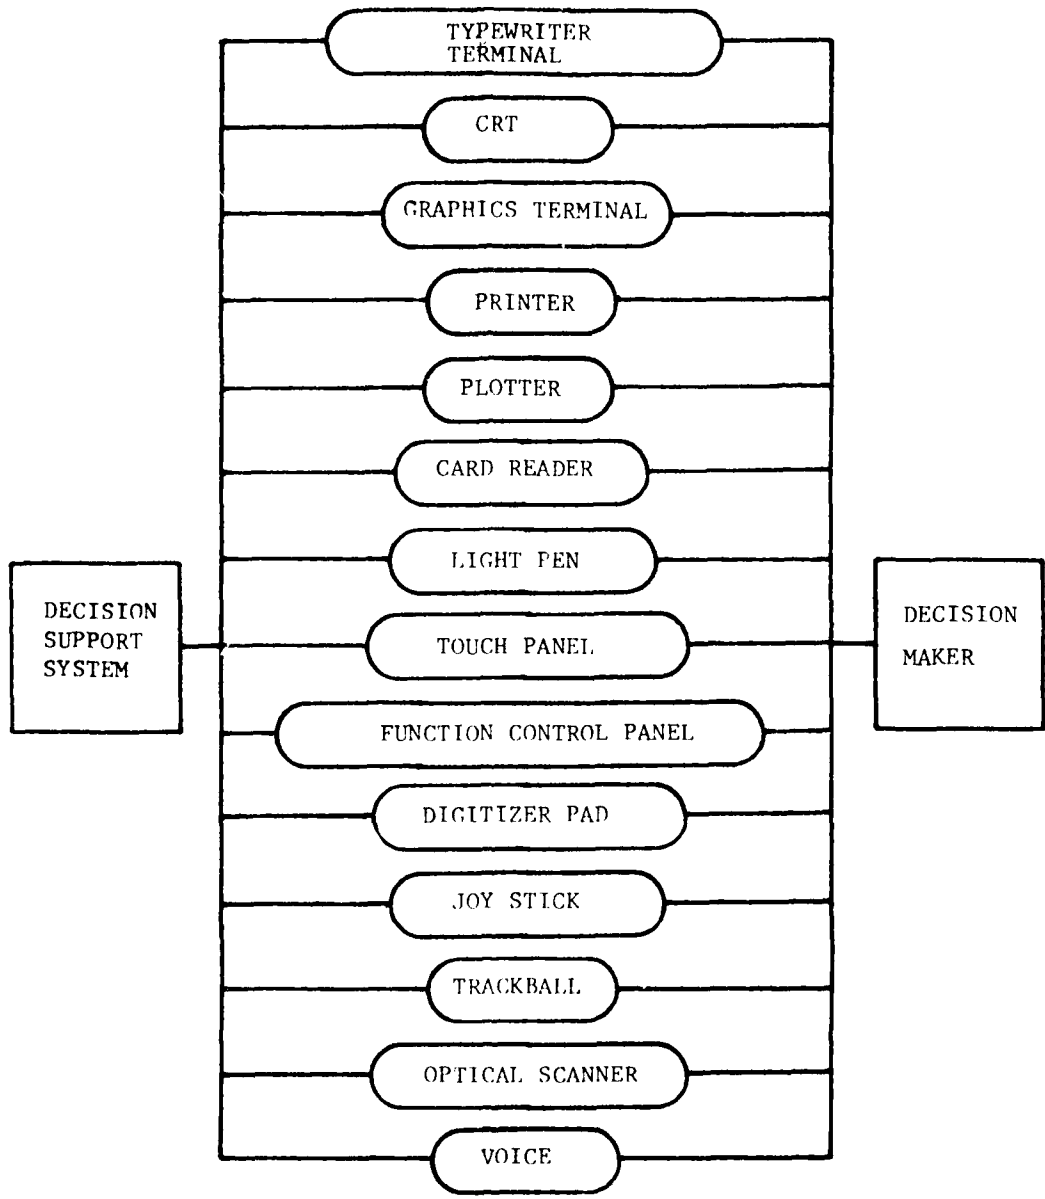 TYPEWRITER
TERMINAL
CRT
GRAPHICS TERMINAL
PRINTER
PLOTTER
CARD READER
LIGHT PEN
DECISION
SUPPORT
SYSTEM
TOUCH PANEL
DECISION
MAKER
FUNCTION CONTROL PANEL
DIGITIZER PAD
JOY STICK
TRACKBALL
OPTICAL SCANNER
VOICE